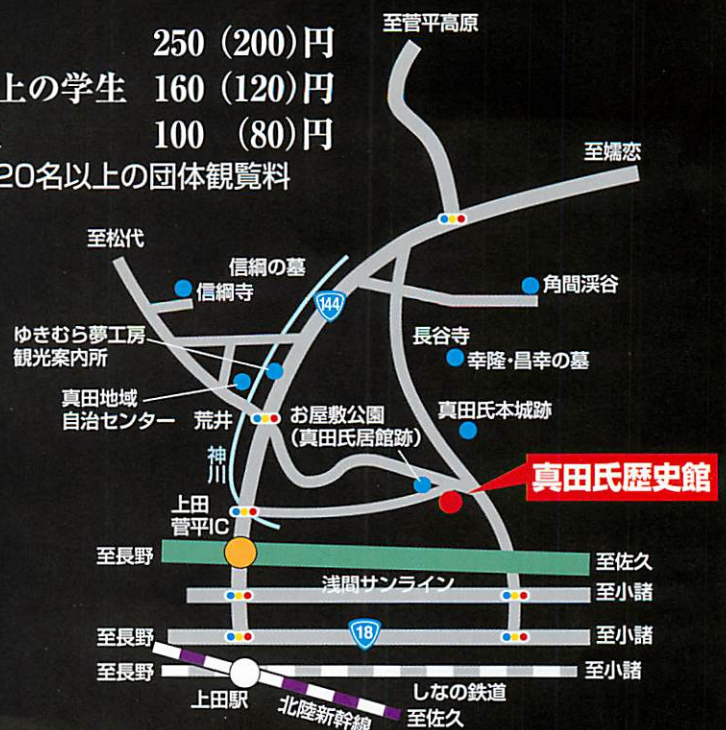 250 (200)円
上の学生 160 (120)円
100 (80)円
20名以上の団体観覧料
至菅平高原
至嬬恋
至松代
信綱の墓
信綱寺
角間渓谷
144
ゆきむら夢工房
観光案内所
長谷寺
幸隆・昌幸の墓
真田地域
自治センター
荒井
お屋敷公園
(真田氏居館跡)
真田氏本城跡
神川
真田氏歴史館
上田
菅平IC
至長野
至佐久
浅間サンライン
至小諸
至長野
18
至小諸
至長野
至小諸
上田駅
北陸新幹線
しなの鉄道
至佐久